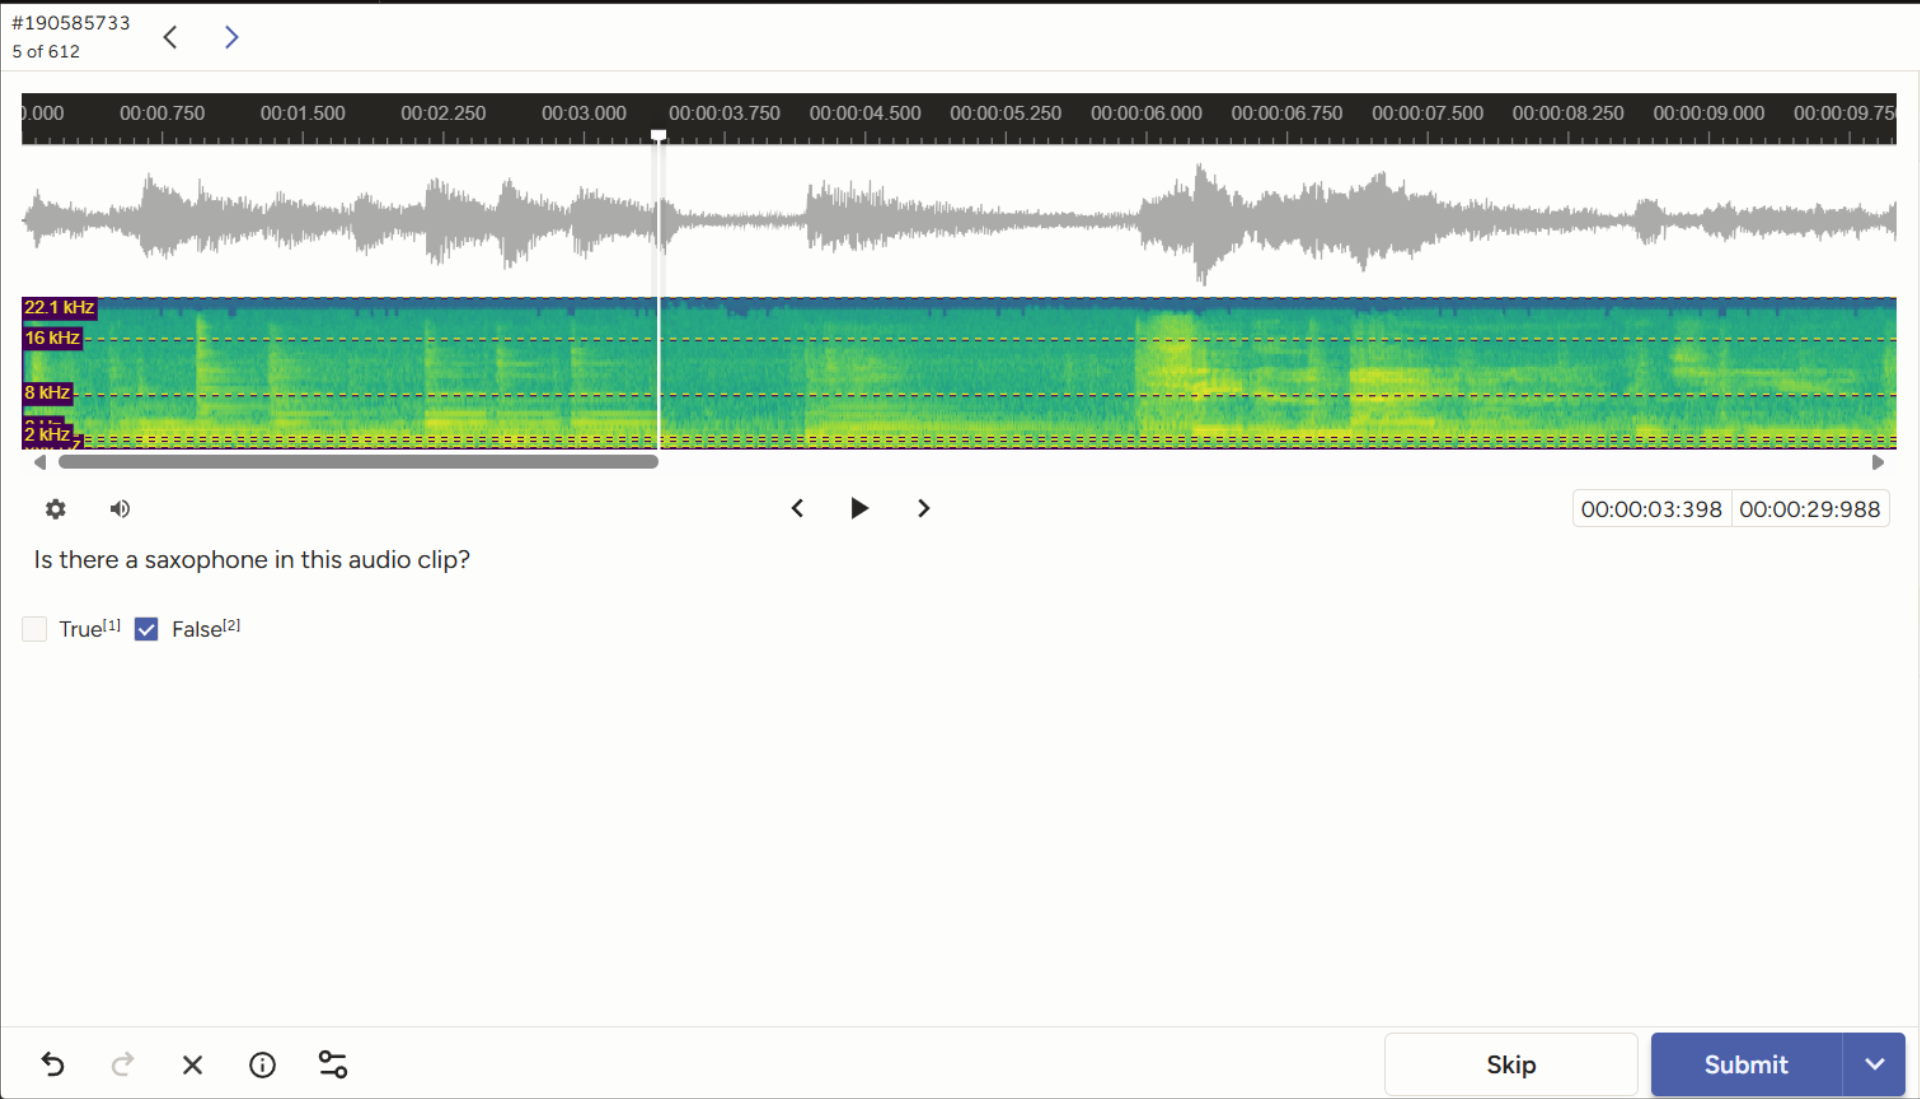 #190585733
5 of 612
00:00:00.750 00:00:01.500 00:00:02.250 00:00:03.000 00:00:03.750 00:00:04.500 00:00:05.250 00:00:06.000 00:00:06.750 00:00:07.500 00:00:08.250 00:00:09.000
22.1 kHz
16 kHz
8 kHz
2 kHz
00:00:03:398 00:00:29:988
Is there a saxophone in this audio clip?
True[1] False[2]
Skip Submit